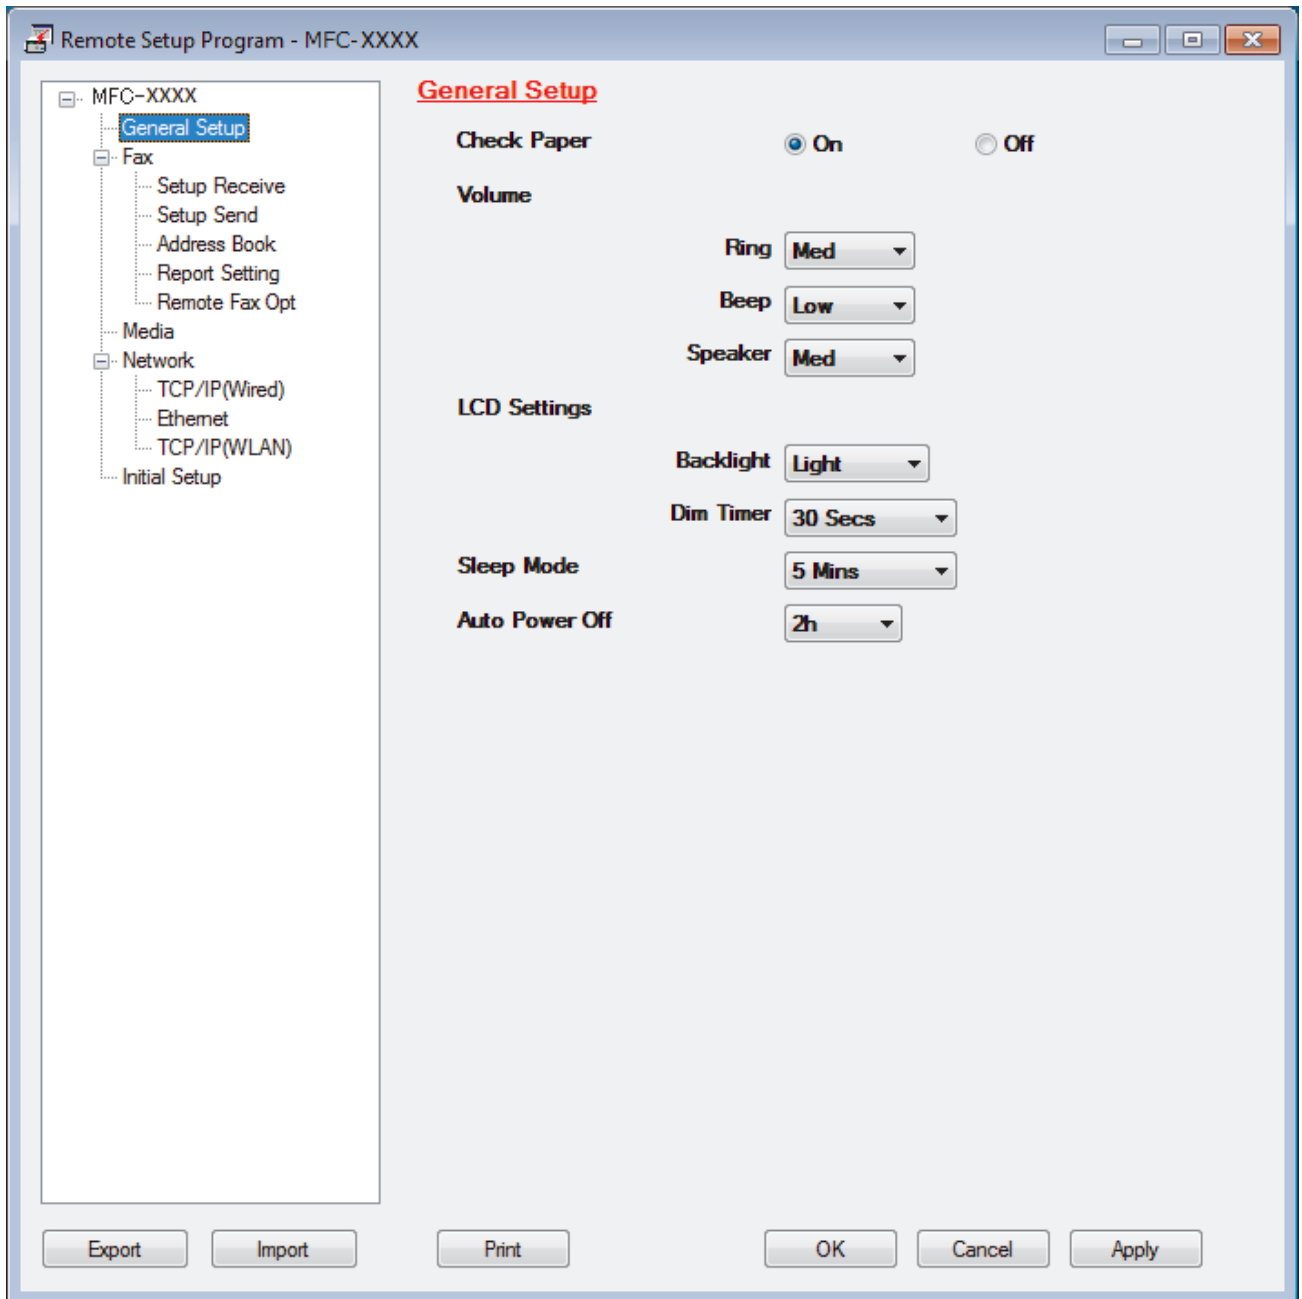 Remote Setup Program - MFC-XXXX
MFC-XXXX
General Setup
Fax
Setup Receive
Setup Send
Address Book
Report Setting
Remote Fax Opt
Media
Network
TCP/IP(Wired)
Ethernet
TCP/IP(WLAN)
Initial Setup
General Setup
Check Paper On Off
Volume
Ring Med
Beep Low
Speaker Med
LCD Settings
Backlight Light
Dim Timer 30 Secs
Sleep Mode 5 Mins
Auto Power Off 2h
Export Import Print OK Cancel Apply